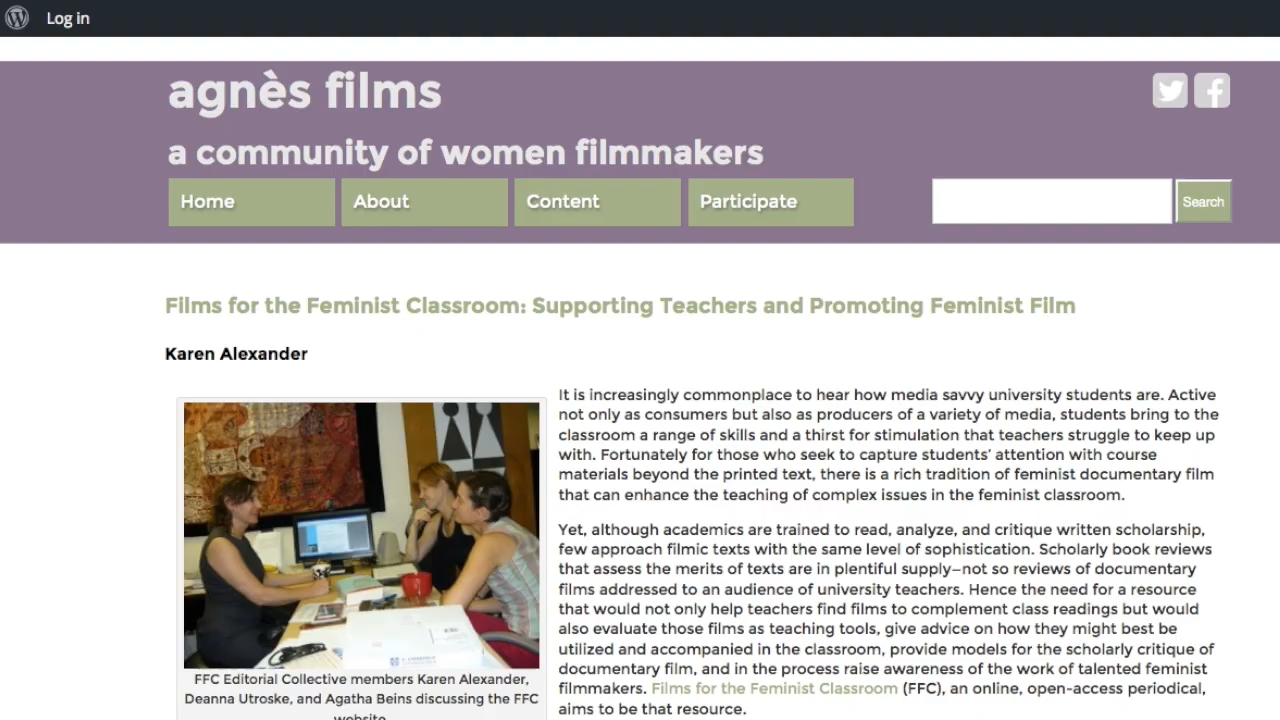 Log in
agnès films
a community of women filmmakers
Home
About
Content
Participate
Search
Films for the Feminist Classroom: Supporting Teachers and Promoting Feminist Film
Karen Alexander
It is increasingly commonplace to hear how media savvy university students are. Active
not only as consumers but also as producers of a variety of media, students bring to the
classroom a range of skills and a thirst for stimulation that teachers struggle to keep up
with. Fortunately for those who seek to capture students’ attention with course
materials beyond the printed text, there is a rich tradition of feminist documentary film
that can enhance the teaching of complex issues in the feminist classroom.
Yet, although academics are trained to read, analyze, and critique written scholarship,
few approach filmic texts with the same level of sophistication. Scholarly book reviews
that assess the merits of texts are in plentiful supply—not so reviews of documentary
films addressed to an audience of university teachers. Hence the need for a resource
that would not only help teachers find films to complement class readings but would
also evaluate those films as teaching tools, give advice on how they might best be
utilized and accompanied in the classroom, provide models for the scholarly critique of
documentary film, and in the process raise awareness of the work of talented feminist
filmmakers. Films for the Feminist Classroom (FFC), an online, open-access periodical,
aims to be that resource.
FFC Editorial Collective members Karen Alexander,
Deanna Utroske, and Agatha Beins discussing the FFC
website